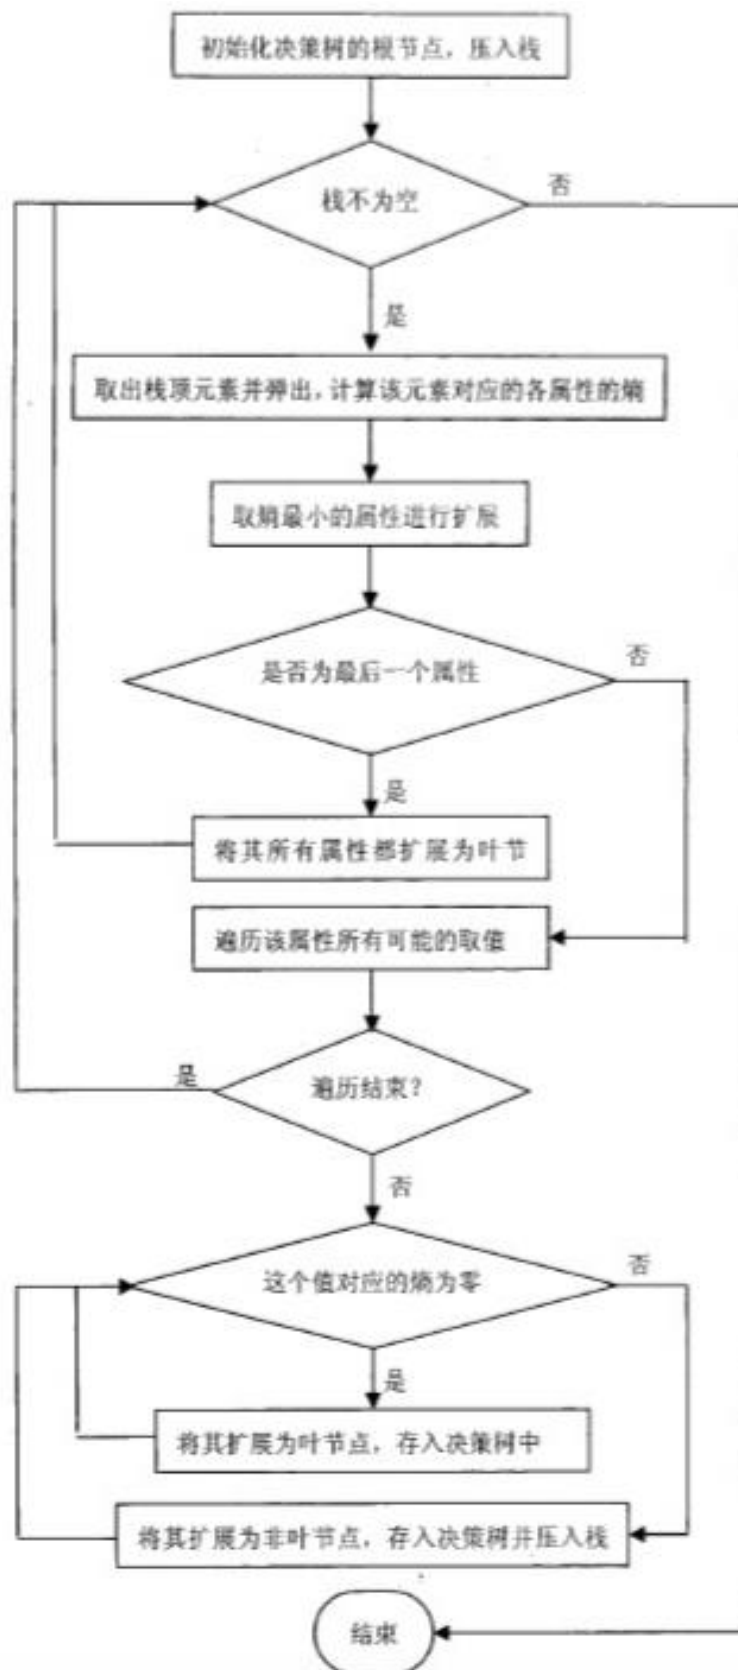 初始化决策树的根节点，压入栈
栈不为空
否
是
取出栈顶元素并弹出，计算该元素对应的各属性的熵
取熵最小的属性进行扩展
是否为最后一个属性
否
是
将其所有属性都扩展为叶节
遍历该属性所有可能的取值
遍历结束？
是
否
这个值对应的熵为零
否
是
将其扩展为叶节点，存入决策树中
将其扩展为非叶节点，存入决策树并压入栈
结束